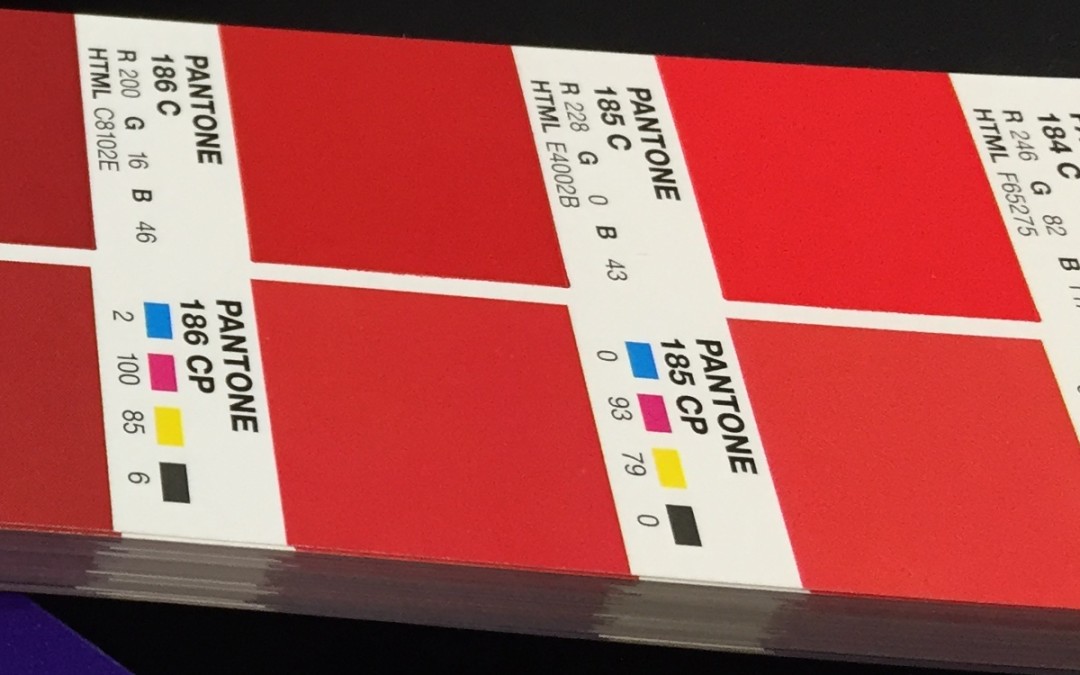 PANTONE
186 C
R 200 G 16 B 46
HTML C8102E
PANTONE
186 CP
2 100 85 6
PANTONE
185 C
R 228 G 0 B 43
HTML E4002B
PANTONE
185 CP
0 93 79 0
184 C
R 246 G 82 B
HTML F65275